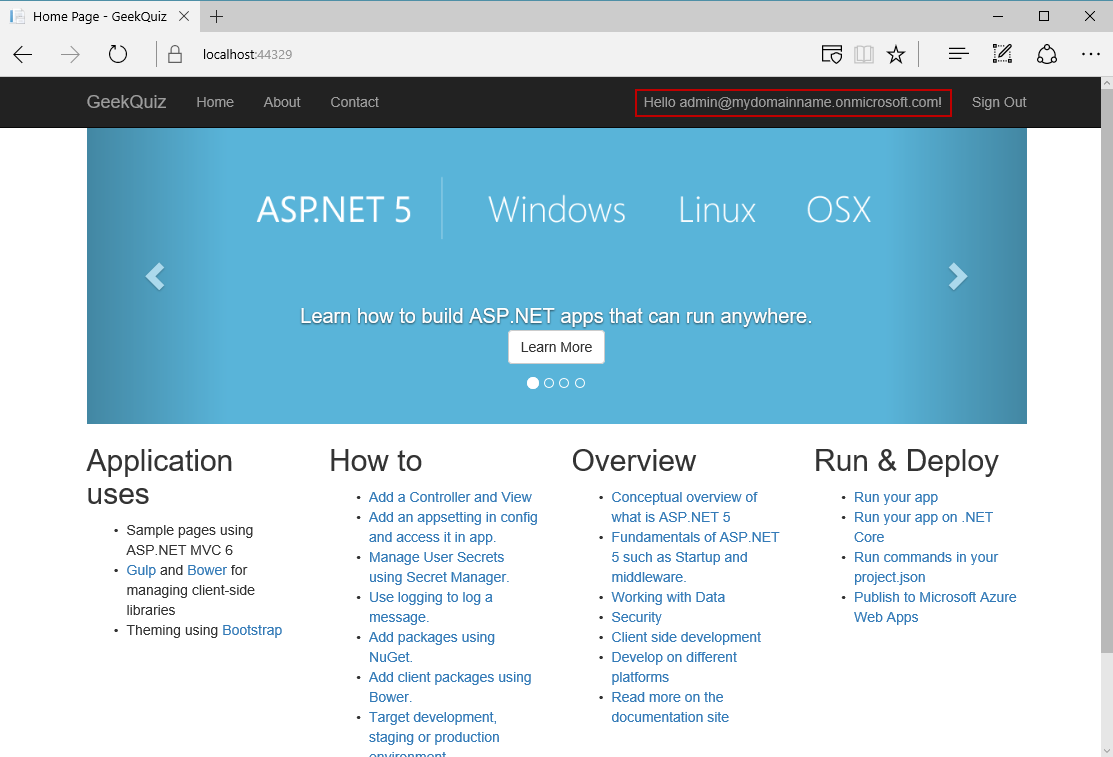 Home Page - GeekQuiz
localhost:44329
GeekQuiz Home About Contact Hello admin@mydomainname.onmicrosoft.com! Sign Out
ASP.NET 5 Windows Linux OSX
Learn how to build ASP.NET apps that can run anywhere.
Learn More
Application
uses
Sample pages using
ASP.NET MVC 6
Gulp and Bower for
managing client-side
libraries
Theming using Bootstrap
How to
Add a Controller and View
Add an appsetting in config
and access it in app.
Manage User Secrets
using Secret Manager.
Use logging to log a
message.
Add packages using
NuGet.
Add client packages using
Bower.
Target development,
staging or production
environment.
Overview
Conceptual overview of
what is ASP.NET 5
Fundamentals of ASP.NET
5 such as Startup and
middleware.
Working with Data
Security
Client side development
Develop on different
platforms
Read more on the
documentation site
Run & Deploy
Run your app
Run your app on .NET
Core
Run commands in your
project.json
Publish to Microsoft Azure
Web Apps